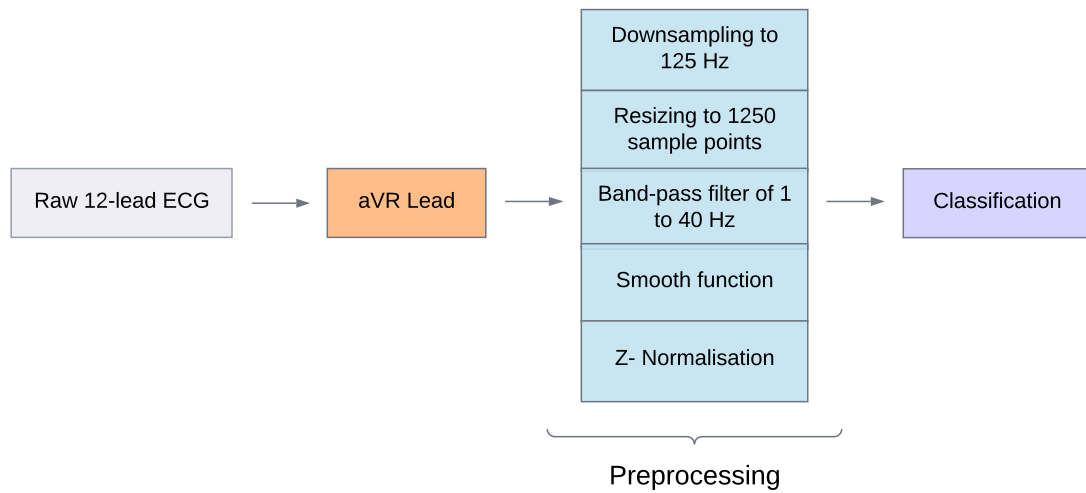 Raw 12-lead ECG
aVR Lead
Downsampling to
125 Hz
Resizing to 1250
sample points
Band-pass filter of 1
to 40 Hz
Smooth function
Z- Normalisation
Classification
Preprocessing